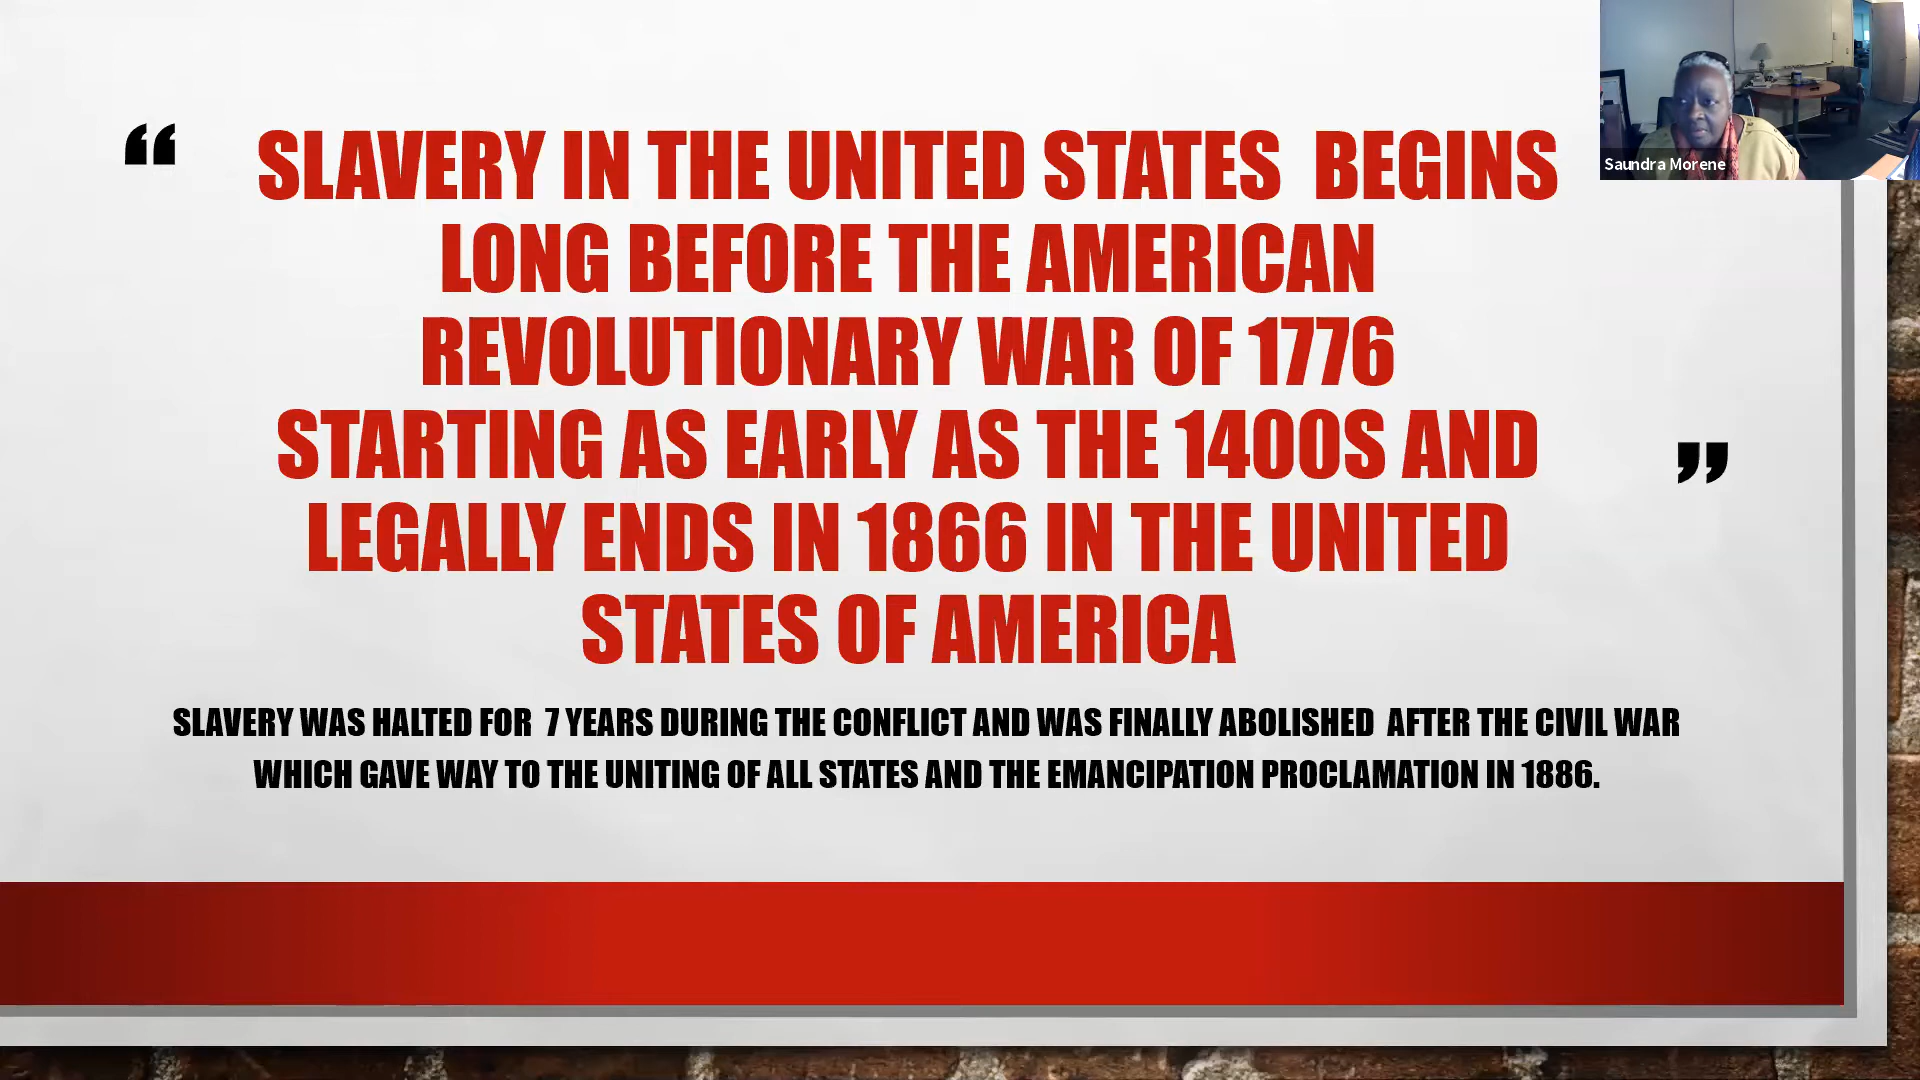 “ SLAVERY IN THE UNITED STATES BEGINS
LONG BEFORE THE AMERICAN
REVOLUTIONARY WAR OF 1776
STARTING AS EARLY AS THE 1400S AND
LEGALLY ENDS IN 1866 IN THE UNITED
STATES OF AMERICA ”
SLAVERY WAS HALTED FOR 7 YEARS DURING THE CONFLICT AND WAS FINALLY ABOLISHED AFTER THE CIVIL WAR
WHICH GAVE WAY TO THE UNITING OF ALL STATES AND THE EMANCIPATION PROCLAMATION IN 1886.
Saundra Morene